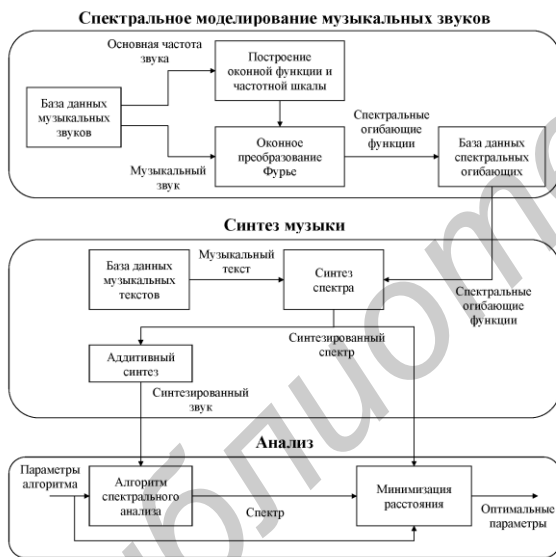 Спектральное моделирование музыкальных звуков
Основная частота
звука
Построение
оконной функции и
частотной шкалы
База данных
музыкальных
звуков
Музыкальный
звук
Оконное
преобразование
Фурье
Спектральные
огибающие
функции
База данных
спектральных
огибающих
Синтез музыки
База данных
музыкальных
текстов
Музыкальный
текст
Синтез
спектра
Спектральные
огибающие
функции
Синтезированный
спектр
Аддитивный
синтез
Синтезированный
звук
Анализ
Параметры
алгоритма
Алгоритм
спектрального
анализа
Спектр
Минимизация
расстояния
Оптимальные
параметры